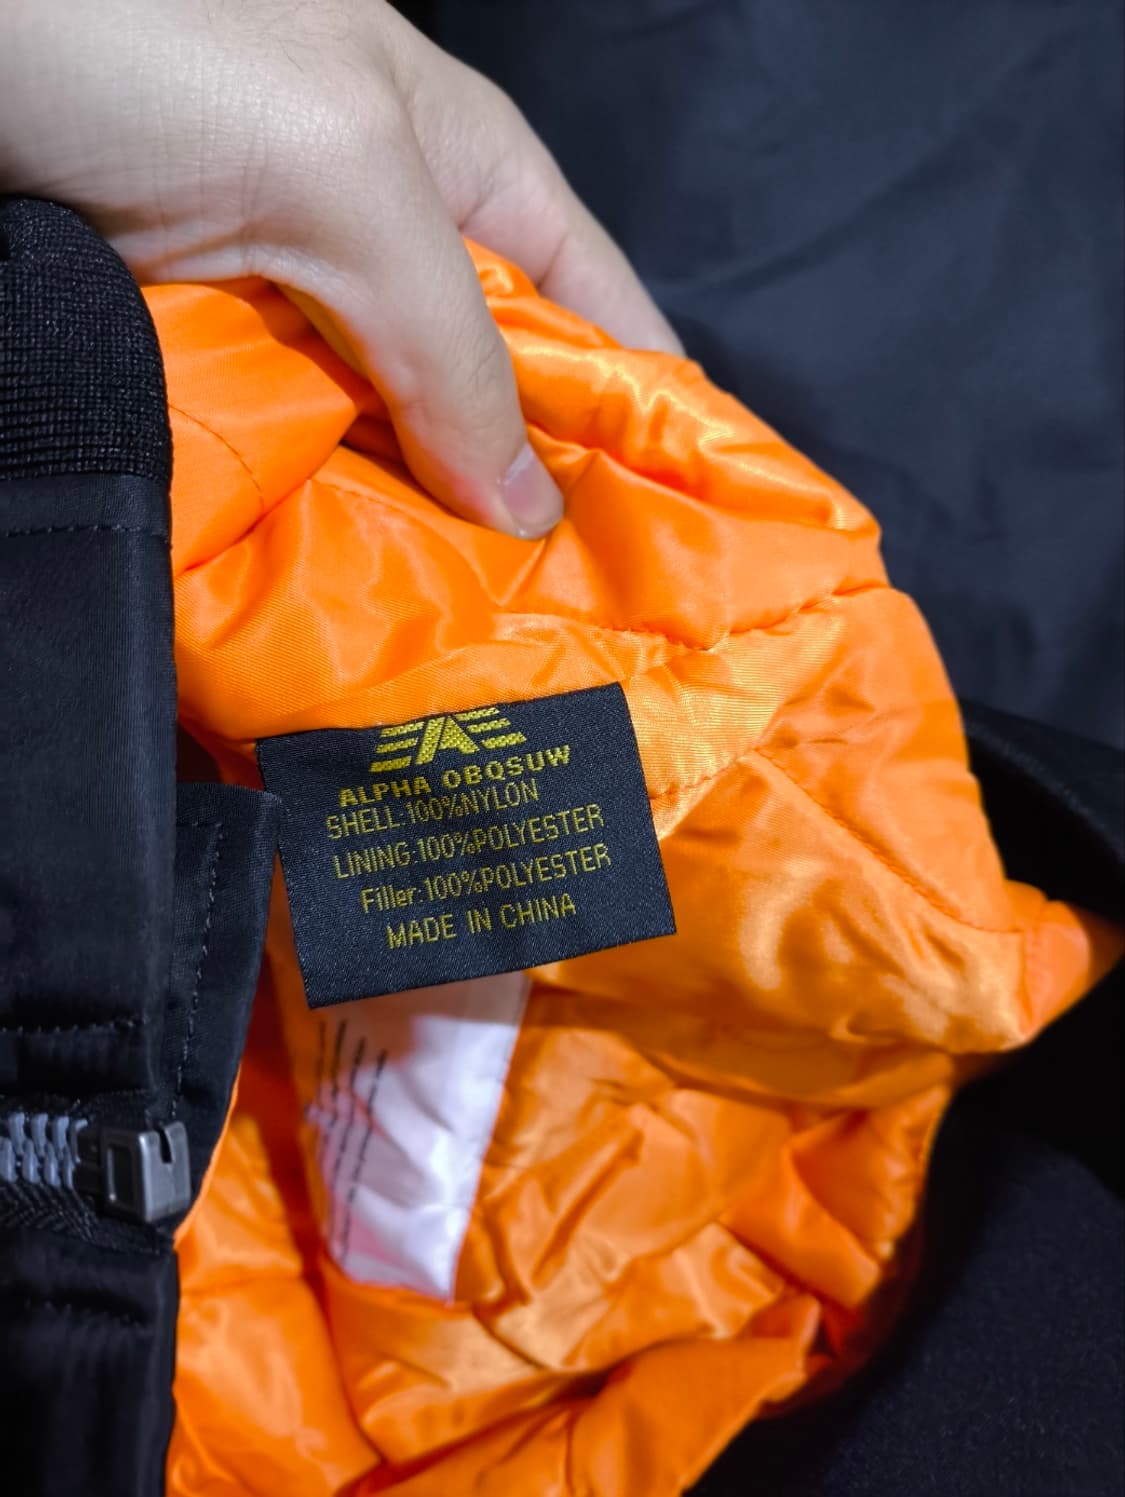 ALPHA OBQSUW
SHELL:100%NYLON
LINING:100%POLYESTER
Filler:100%POLYESTER
MADE IN CHINA